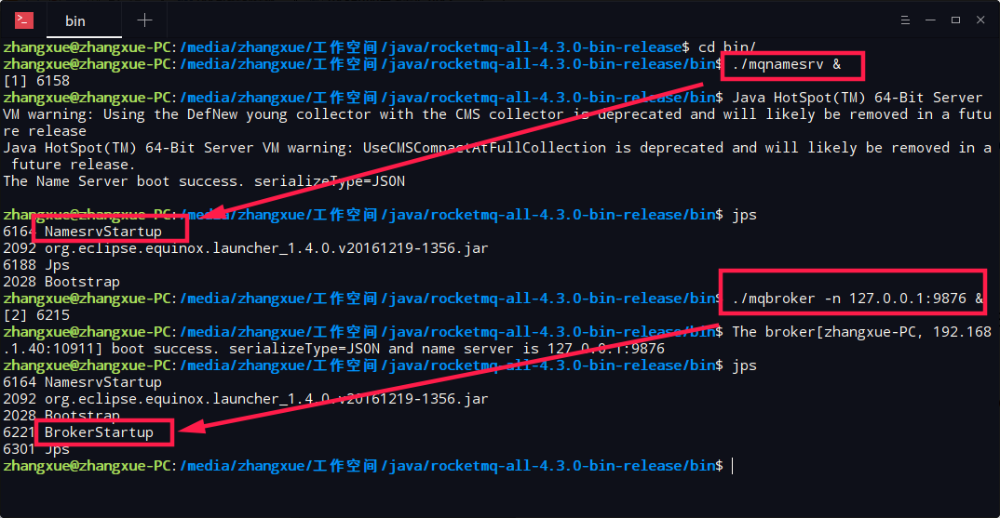 bin
zhangxue@zhangxue-PC:/media/zhangxue/工作空间/java/rocketmq-all-4.3.0-bin-release$ cd bin/
zhangxue@zhangxue-PC:/media/zhangxue/工作空间/java/rocketmq-all-4.3.0-bin-release/bin$ ./mqnamesrv &
[1] 6158
zhangxue@zhangxue-PC:/media/zhangxue/工作空间/java/rocketmq-all-4.3.0-bin-release/bin$ Java HotSpot(TM) 64-Bit Server
VM warning: Using the DefNew young collector with the CMS collector is deprecated and will likely be removed in a futu
re release
Java HotSpot(TM) 64-Bit Server VM warning: UseCMSCompactAtFullCollection is deprecated and will likely be removed in a
future release.
The Name Server boot success. serializeType=JSON
zhangxue@zhangxue-PC:/media/zhangxue/工作空间/java/rocketmq-all-4.3.0-bin-release/bin$ jps
6164 NamesrvStartup
2092 org.eclipse.equinox.launcher_1.4.0.v20161219-1356.jar
6188 Jps
2028 Bootstrap
zhangxue@zhangxue-PC:/media/zhangxue/工作空间/java/rocketmq-all-4.3.0-bin-release/bin$ ./mqbroker -n 127.0.0.1:9876 &
[2] 6215
zhangxue@zhangxue-PC:/media/zhangxue/工作空间/java/rocketmq-all-4.3.0-bin-release/bin$ The broker[zhangxue-PC, 192.168
.1.40:10911] boot success. serializeType=JSON and name server is 127.0.0.1:9876
zhangxue@zhangxue-PC:/media/zhangxue/工作空间/java/rocketmq-all-4.3.0-bin-release/bin$ jps
6164 NamesrvStartup
2092 org.eclipse.equinox.launcher_1.4.0.v20161219-1356.jar
2028 Bootstrap
6221 BrokerStartup
6301 Jps
zhangxue@zhangxue-PC:/media/zhangxue/工作空间/java/rocketmq-all-4.3.0-bin-release/bin$